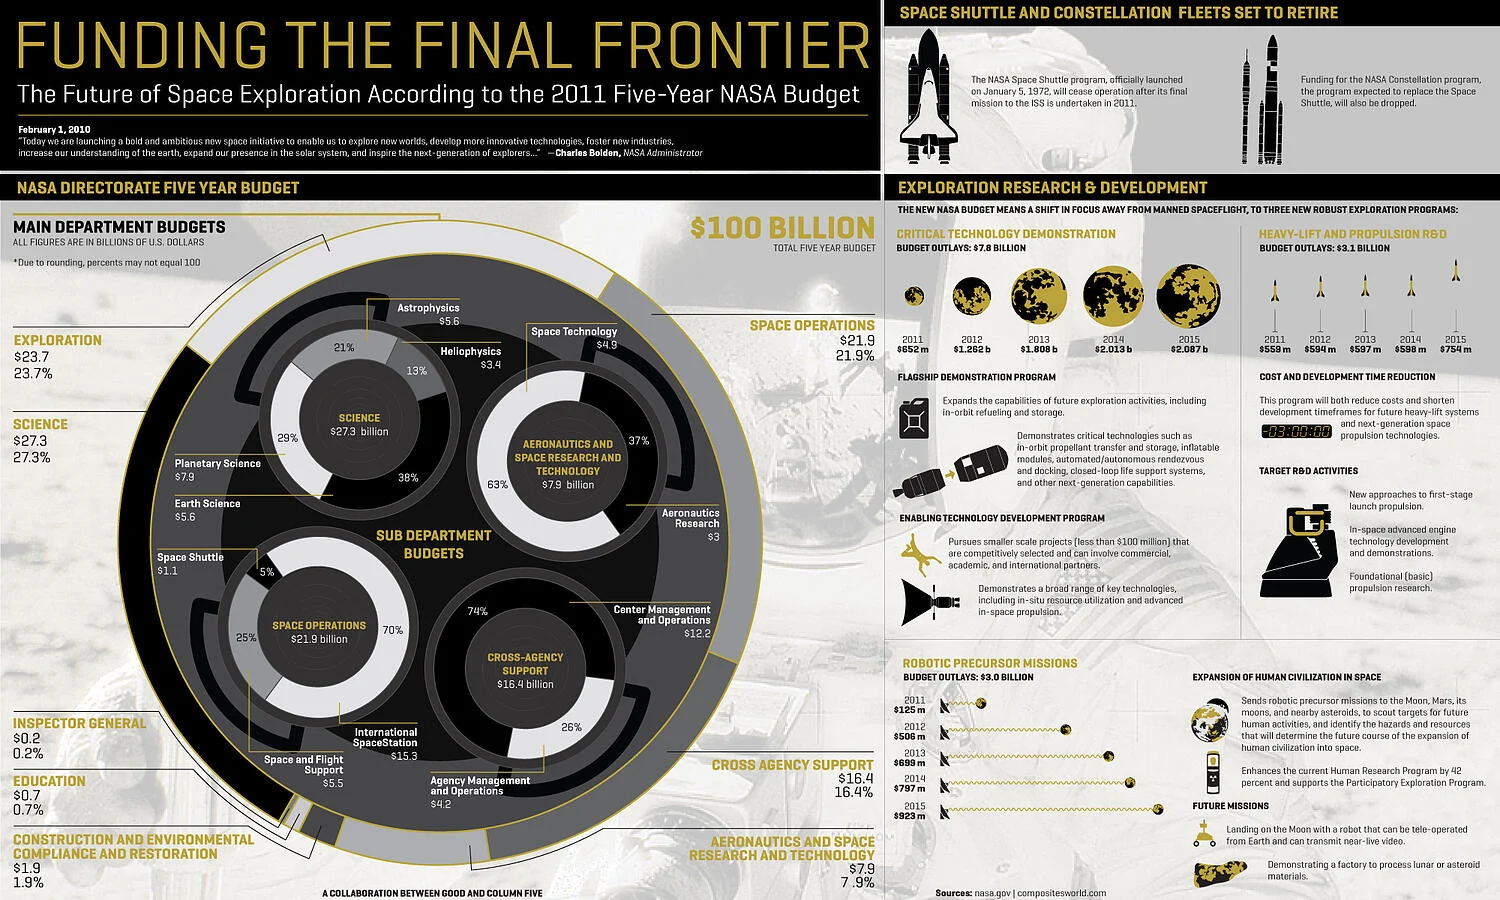 FUNDING THE FINAL FRONTIER
The Future of Space Exploration According to the 2011 Five-Year NASA Budget
February 1, 2010
"Today we are launching a bold and ambitious new space initiative to enable us to explore new worlds, develop more innovative technologies, foster new industries,
increase our understanding of the earth, expand our presence in the solar system, and inspire the next-generation of explorers..." —Charles Bolden, NASA Administrator
SPACE SHUTTLE AND CONSTELLATION FLEETS SET TO RETIRE
The NASA Space Shuttle program, officially launched
on January 5, 1972, will cease operation after its final
mission to the ISS is undertaken in 2011.
Funding for the NASA Constellation program,
the program expected to replace the Space
Shuttle, will also be dropped.
NASA DIRECTORATE FIVE YEAR BUDGET
MAIN DEPARTMENT BUDGETS
ALL FIGURES ARE IN BILLIONS OF U.S. DOLLARS
*Due to rounding, percents may not equal 100
$100 BILLION
TOTAL FIVE YEAR BUDGET
EXPLORATION
$23.7
23.7%
SCIENCE
$27.3
27.3%
INSPECTOR GENERAL
$0.2
0.2%
EDUCATION
$0.7
0.7%
CONSTRUCTION AND ENVIRONMENTAL
COMPLIANCE AND RESTORATION
$1.9
1.9%
SPACE OPERATIONS
$21.9
21.9%
CROSS AGENCY SUPPORT
$16.4
16.4%
AERONAUTICS AND SPACE
RESEARCH AND TECHNOLOGY
$7.9
7.9%
SUB DEPARTMENT
BUDGETS
SCIENCE
$27.3 billion
Astrophysics
$5.6
21%
Heliophysics
$3.4
13%
29%
38%
Planetary Science
$7.9
Earth Science
$5.6
AERONAUTICS AND
SPACE RESEARCH AND
TECHNOLOGY
$7.9 billion
Space Technology
$4.9
37%
63%
Aeronautics
Research
$3
SPACE OPERATIONS
$21.9 billion
Space Shuttle
$1.1
5%
25%
70%
Space and Flight
Support
$5.5
International
SpaceStation
$15.3
CROSS-AGENCY
SUPPORT
$16.4 billion
74%
26%
Center Management
and Operations
$12.2
Agency Management
and Operations
$4.2
A COLLABORATION BETWEEN GOOD AND COLUMN FIVE
EXPLORATION RESEARCH & DEVELOPMENT
THE NEW NASA BUDGET MEANS A SHIFT IN FOCUS AWAY FROM MANNED SPACEFLIGHT, TO THREE NEW ROBUST EXPLORATION PROGRAMS:
CRITICAL TECHNOLOGY DEMONSTRATION
BUDGET OUTLAYS: $7.8 BILLION
2011 2012 2013 2014 2015
$652 m $1.262 b $1.808 b $2.013 b $2.087 b
FLAGSHIP DEMONSTRATION PROGRAM
Expands the capabilities of future exploration activities, including
in-orbit refueling and storage.
Demonstrates critical technologies such as
in-orbit propellant transfer and storage, inflatable
modules, automated/autonomous rendezvous
and docking, closed-loop life support systems,
and other next-generation capabilities.
ENABLING TECHNOLOGY DEVELOPMENT PROGRAM
Pursues smaller scale projects (less than $100 million) that
are competitively selected and can involve commercial,
academic, and international partners.
Demonstrates a broad range of key technologies,
including in-situ resource utilization and advanced
in-space propulsion.
HEAVY-LIFT AND PROPULSION R&D
BUDGET OUTLAYS: $3.1 BILLION
2011 2012 2013 2014 2015
$559 m $594 m $597 m $598 m $754 m
COST AND DEVELOPMENT TIME REDUCTION
This program will both reduce costs and shorten
development timeframes for future heavy-lift systems
and next-generation space
propulsion technologies.
-03:00:00
TARGET R&D ACTIVITIES
New approaches to first-stage
launch propulsion.
In-space advanced engine
technology development
and demonstrations.
Foundational (basic)
propulsion research.
ROBOTIC PRECURSOR MISSIONS
BUDGET OUTLAYS: $3.0 BILLION
2011
$125 m
2012
$506 m
2013
$699 m
2014
$797 m
2015
$923 m
EXPANSION OF HUMAN CIVILIZATION IN SPACE
Sends robotic precursor missions to the Moon, Mars, its
moons, and nearby asteroids, to scout targets for future
human activities, and identify the hazards and resources
that will determine the future course of the expansion of
human civilization into space.
Enhances the current Human Research Program by 42
percent and supports the Participatory Exploration Program.
FUTURE MISSIONS
Landing on the Moon with a robot that can be tele-operated
from Earth and can transmit near-live video.
Demonstrating a factory to process lunar or asteroid
materials.
Sources: nasa.gov | compositesworld.com